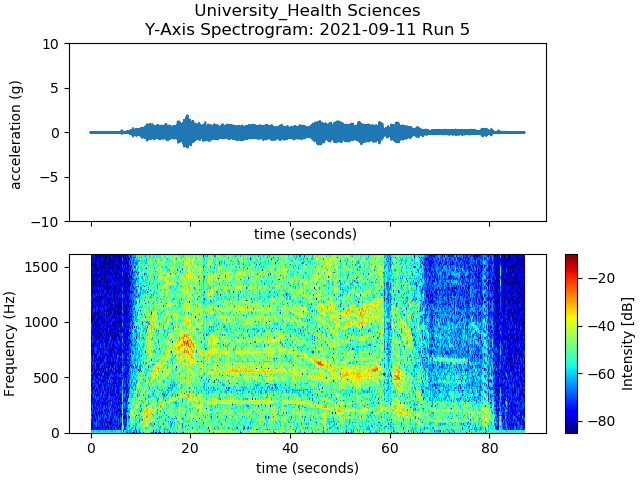 University_Health Sciences
Y-Axis Spectrogram: 2021-09-11 Run 5
10
5
0
−5
−10
acceleration (g)
time (seconds)
1500
1000
500
0
Frequency (Hz)
0 20 40 60 80
time (seconds)
−20
−40
−60
−80
Intensity [dB]